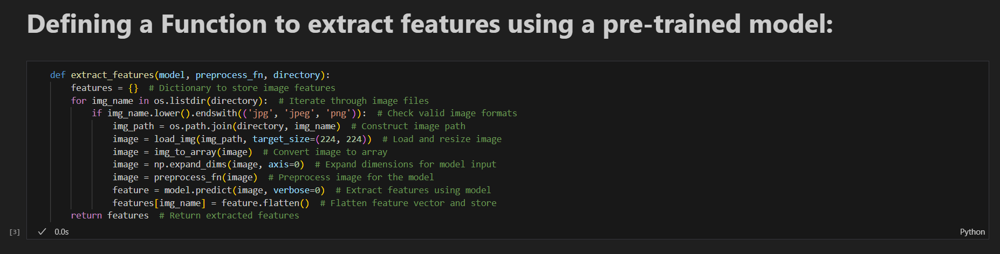 Defining a Function to extract features using a pre-trained model:
def extract_features(model, preprocess_fn, directory):
    features = {}  # Dictionary to store image features
    for img_name in os.listdir(directory):  # Iterate through image files
        if img_name.lower().endswith(('jpg', 'jpeg', 'png')):  # Check valid image formats
            img_path = os.path.join(directory, img_name)  # Construct image path
            image = load_img(img_path, target_size=(224, 224))  # Load and resize image
            image = img_to_array(image)  # Convert image to array
            image = np.expand_dims(image, axis=0)  # Expand dimensions for model input
            image = preprocess_fn(image)  # Preprocess image for the model
            feature = model.predict(image, verbose=0)  # Extract features using model
            features[img_name] = feature.flatten()  # Flatten feature vector and store
    return features  # Return extracted features
[3] ✓ 0.0s Python